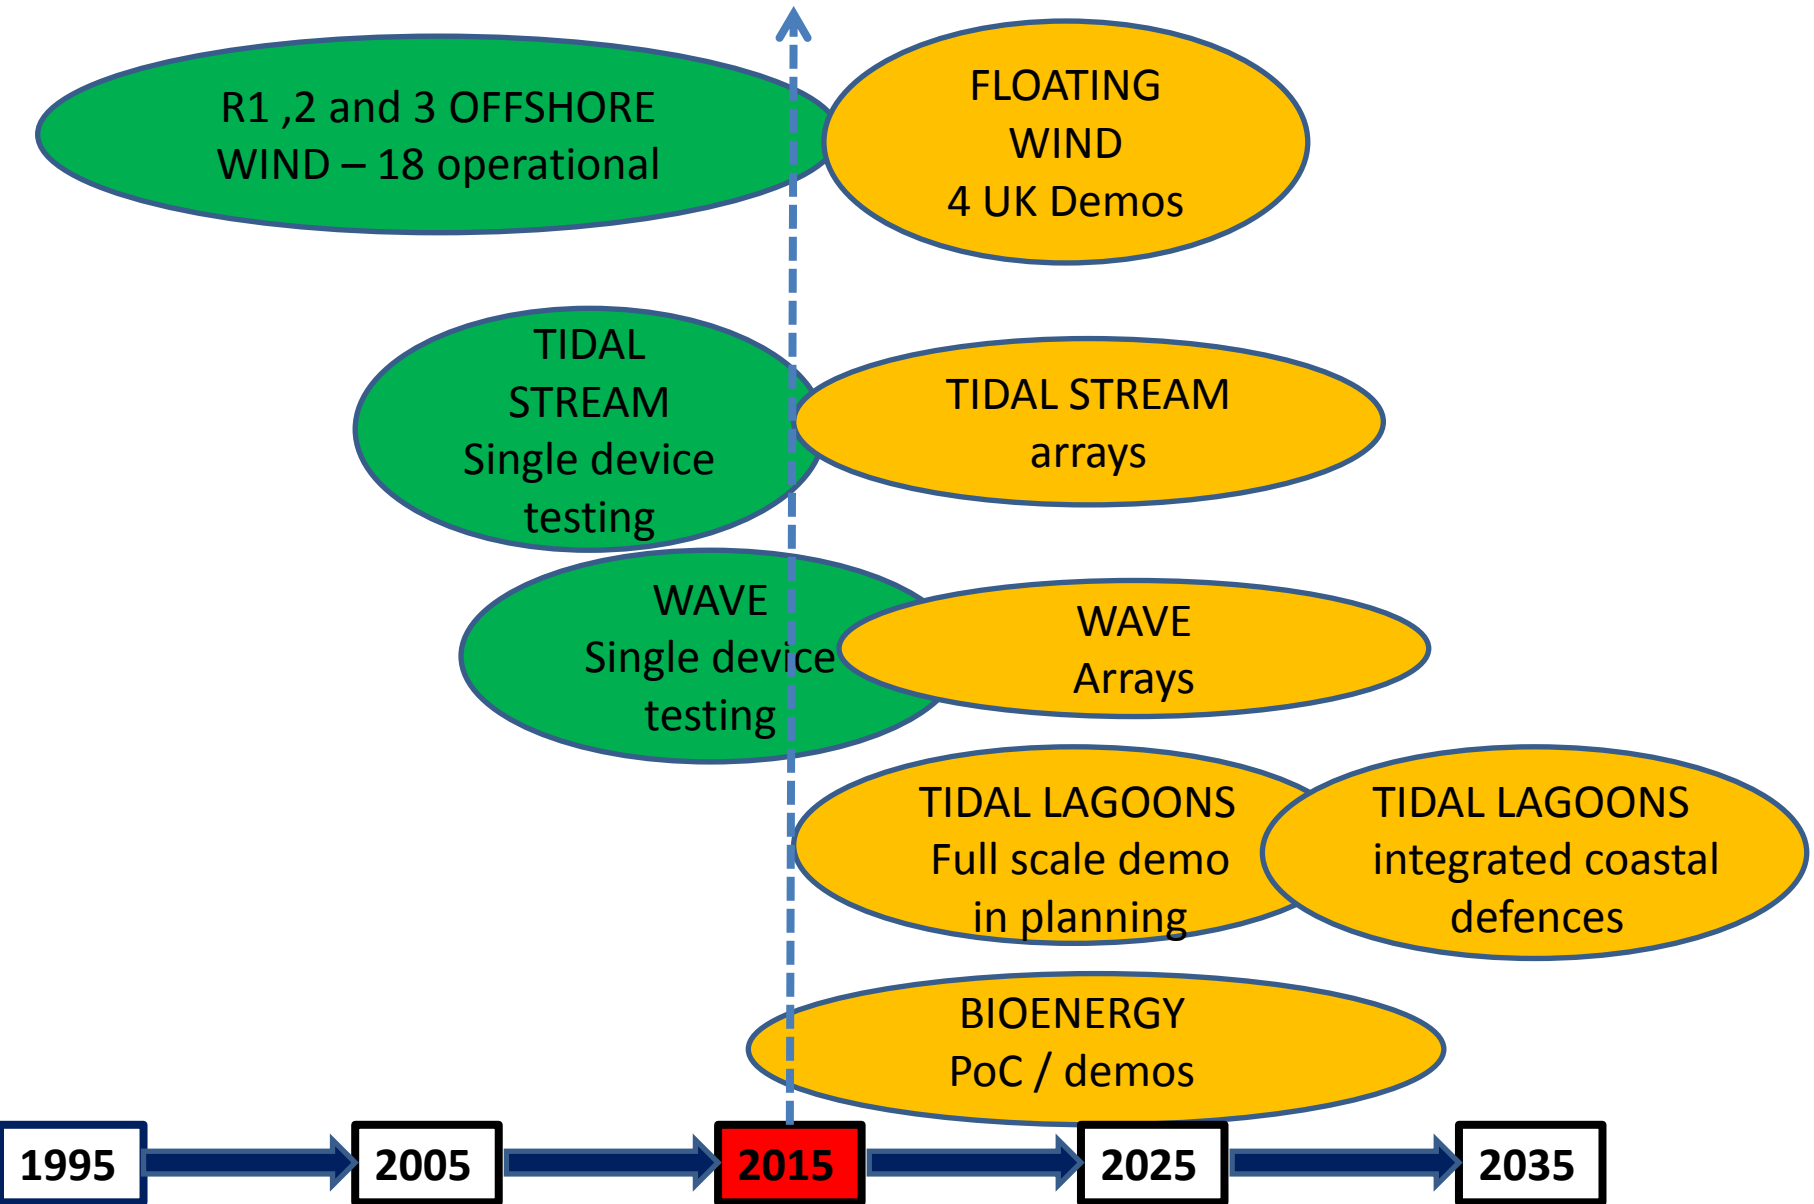 R1 ,2 and 3 OFFSHORE
WIND – 18 operational
FLOATING
WIND
4 UK Demos
TIDAL
STREAM
Single device
testing
TIDAL STREAM
arrays
WAVE
Single device
testing
WAVE
Arrays
TIDAL LAGOONS
Full scale demo
in planning
TIDAL LAGOONS
integrated coastal
defences
BIOENERGY
PoC / demos
1995
2005
2015
2025
2035